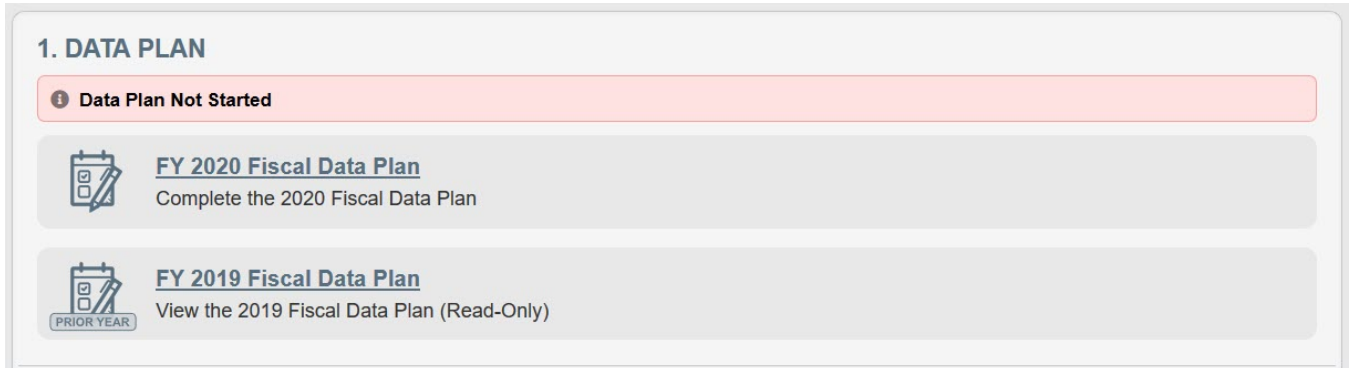 1. DATA PLAN
Data Plan Not Started
FY 2020 Fiscal Data Plan
Complete the 2020 Fiscal Data Plan
FY 2019 Fiscal Data Plan
View the 2019 Fiscal Data Plan (Read-Only)
PRIOR YEAR